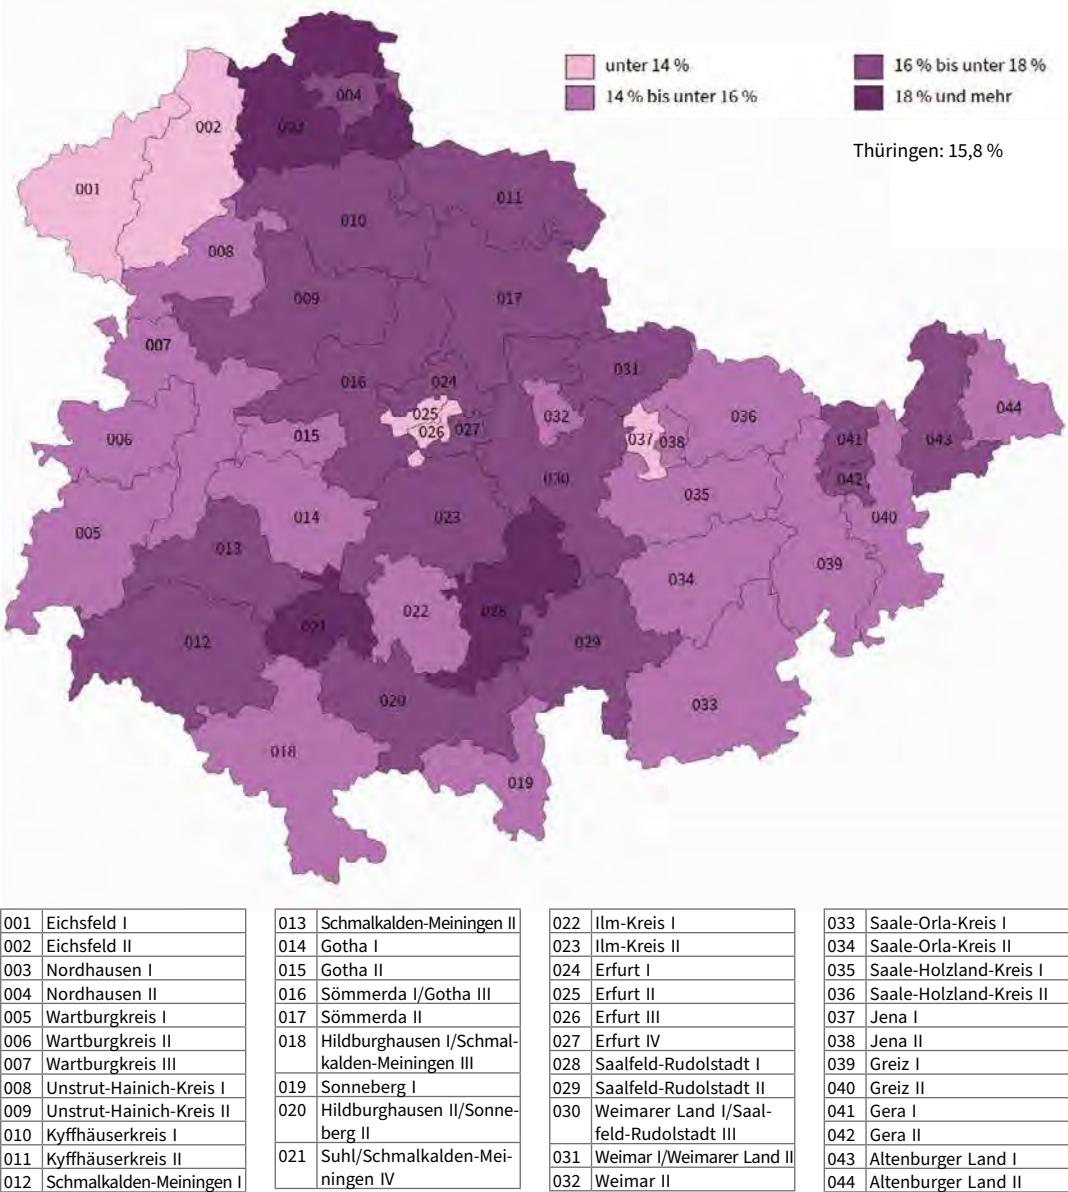 unter 14 %
14 % bis unter 16 %
16 % bis unter 18 %
18 % und mehr
Thüringen: 15,8 %
004
002
003
001
011
010
008
009
017
007
031
016
024
025
026
027
032
036
044
006
015
037
038
041
043
030
042
035
014
023
040
005
013
039
034
022
028
021
012
029
020
033
018
019
001 Eichsfeld I
002 Eichsfeld II
003 Nordhausen I
004 Nordhausen II
005 Wartburgkreis I
006 Wartburgkreis II
007 Wartburgkreis III
008 Unstrut-Hainich-Kreis I
009 Unstrut-Hainich-Kreis II
010 Kyffhäuserkreis I
011 Kyffhäuserkreis II
012 Schmalkalden-Meiningen I
013 Schmalkalden-Meiningen II
014 Gotha I
015 Gotha II
016 Sömmerda I/Gotha III
017 Sömmerda II
018 Hildburghausen I/Schmal-
kalden-Meiningen III
019 Sonneberg I
020 Hildburghausen II/Sonne-
berg II
021 Suhl/Schmalkalden-Mei-
ningen IV
022 Ilm-Kreis I
023 Ilm-Kreis II
024 Erfurt I
025 Erfurt II
026 Erfurt III
027 Erfurt IV
028 Saalfeld-Rudolstadt I
029 Saalfeld-Rudolstadt II
030 Weimarer Land I/Saal-
feld-Rudolstadt III
031 Weimar I/Weimarer Land II
032 Weimar II
033 Saale-Orla-Kreis I
034 Saale-Orla-Kreis II
035 Saale-Holzland-Kreis I
036 Saale-Holzland-Kreis II
037 Jena I
038 Jena II
039 Greiz I
040 Greiz II
041 Gera I
042 Gera II
043 Altenburger Land I
044 Altenburger Land II